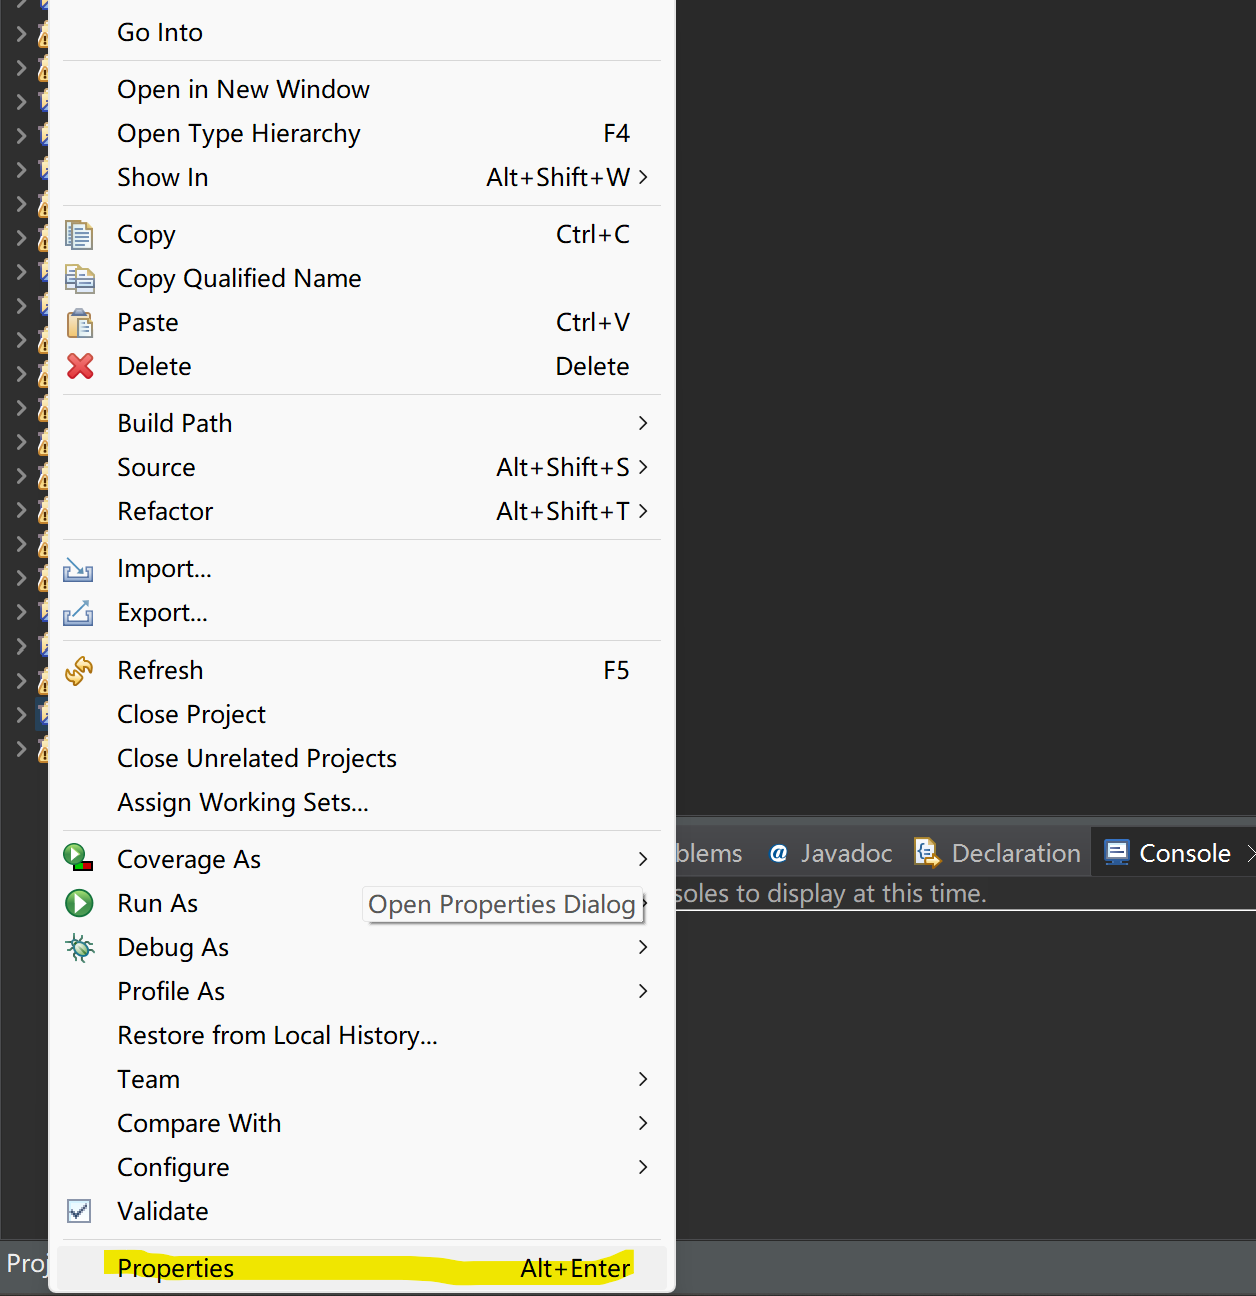 Go Into
Open in New Window
Open Type Hierarchy F4
Show In Alt+Shift+W
Copy Ctrl+C
Copy Qualified Name
Paste Ctrl+V
Delete Delete
Build Path
Source Alt+Shift+S
Refactor Alt+Shift+T
Import...
Export...
Refresh F5
Close Project
Close Unrelated Projects
Assign Working Sets...
Coverage As
blems @ Javadoc Declaration Console
Run As
Open Properties Dialog
soles to display at this time.
Debug As
Profile As
Restore from Local History...
Team
Compare With
Configure
Validate
Proj
Properties Alt+Enter